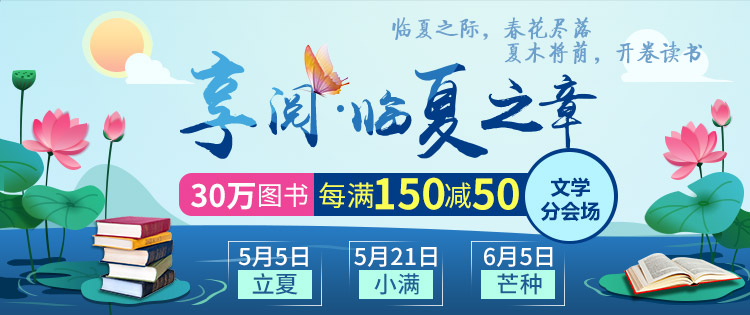 临夏之际，春花尽落
夏木将荫，开卷读书
享阅·临夏之章
30万图书 每满150减50
文学
分会场
5月5日 5月21日 6月5日
立夏 小满 芒种